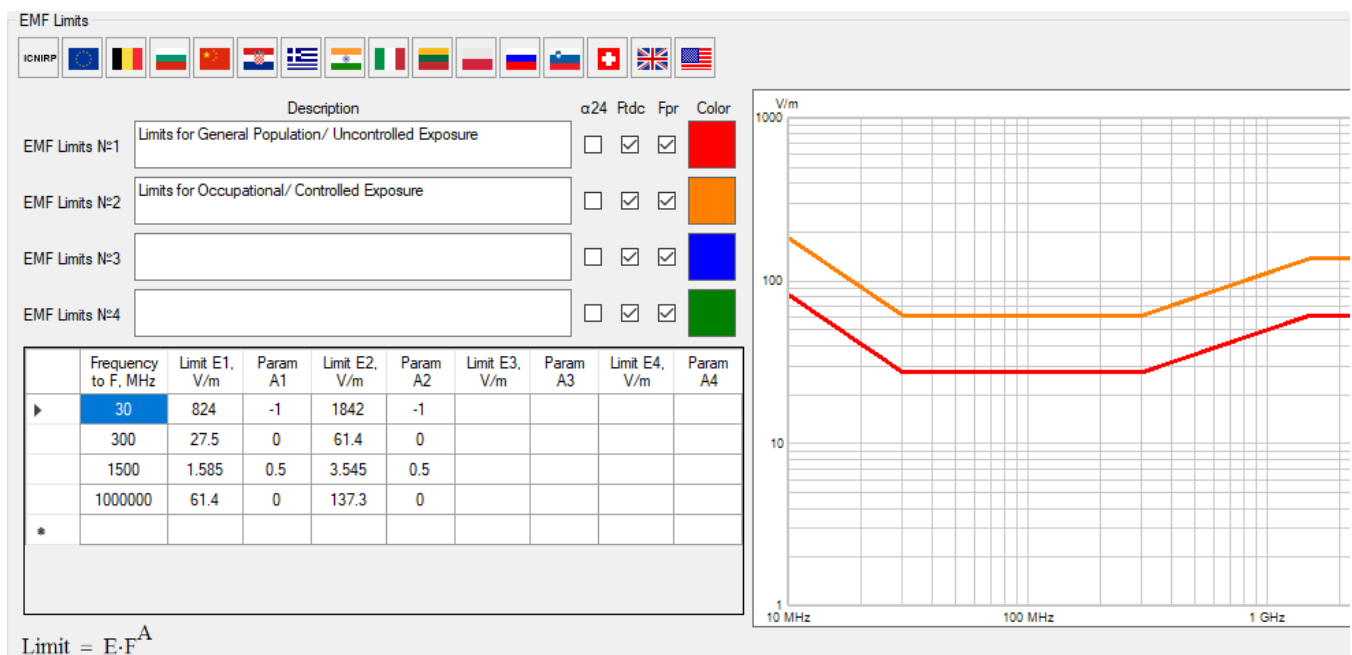 EMF Limits
ICNIRP
Description α24 Ftdc Fpr Color
EMF Limits Nº1 Limits for General Population/ Uncontrolled Exposure
EMF Limits Nº2 Limits for Occupational/ Controlled Exposure
EMF Limits Nº3
EMF Limits Nº4
Frequency to F, MHz Limit E1, V/m Param A1 Limit E2, V/m Param A2 Limit E3, V/m Param A3 Limit E4, V/m Param A4
30 824 -1 1842 -1
300 27.5 0 61.4 0
1500 1.585 0.5 3.545 0.5
1000000 61.4 0 137.3 0
*
Limit = E·F^A
V/m
1000
100
10
1
10 MHz 100 MHz 1 GHz